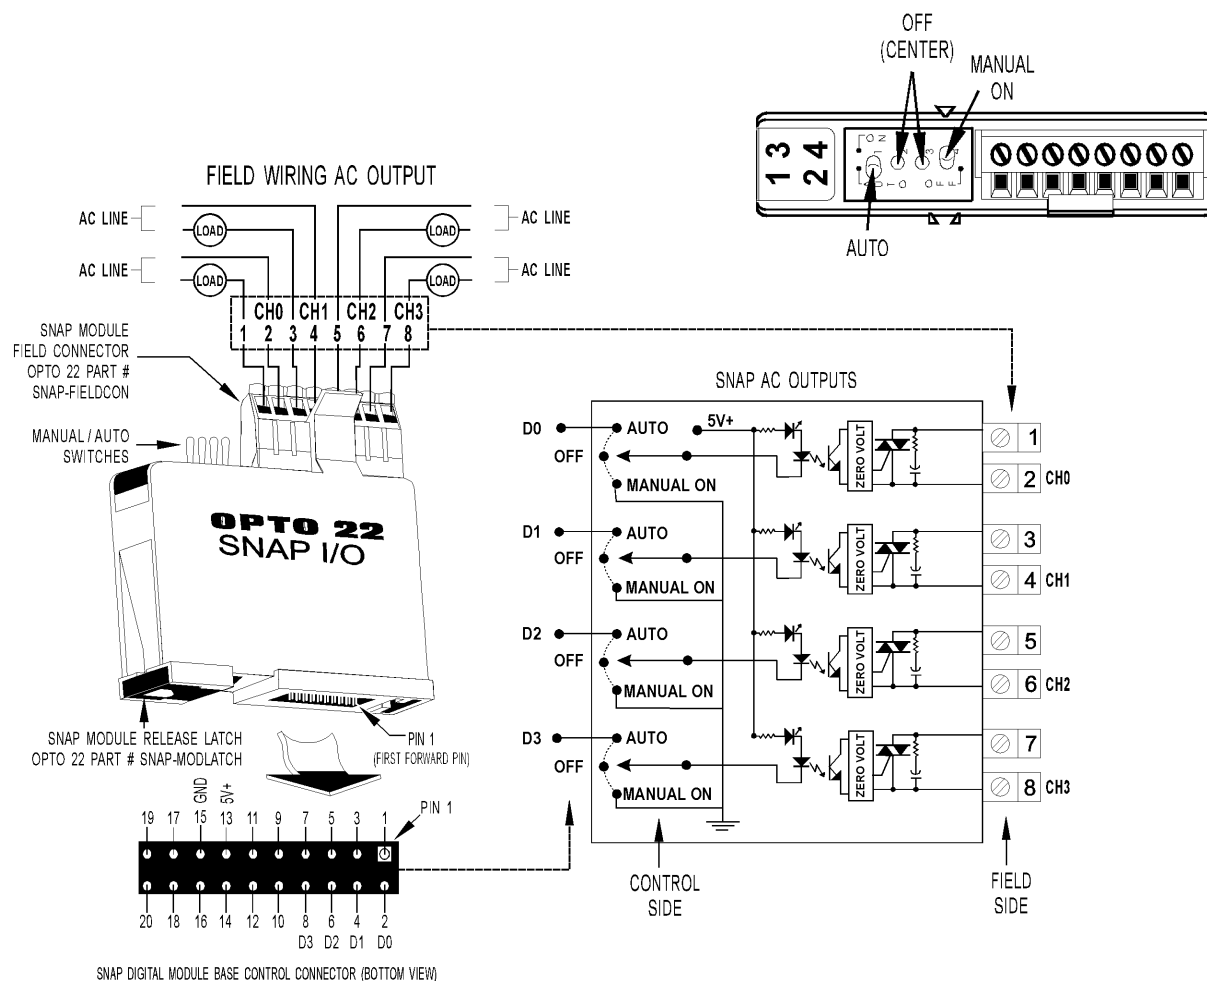 OFF
(CENTER)
MANUAL
ON
1 3
2 4
AUTO
FIELD WIRING AC OUTPUT
AC LINE
LOAD
LOAD
AC LINE
AC LINE
LOAD
LOAD
AC LINE
CH0 CH1 CH2 CH3
1 2 3 4 5 6 7 8
SNAP MODULE
FIELD CONNECTOR
OPTO 22 PART #
SNAP-FIELDCON
MANUAL/AUTO
SWITCHES
OPTO 22
SNAP I/O
SNAP MODULE RELEASE LATCH
OPTO 22 PART # SNAP-MODLATCH
PIN 1
(FIRST FORWARD PIN)
GND
5V+
19 17 15 13 11 9 7 5 3 1
PIN 1
20 18 16 14 12 10 8 6 4 2
D3 D2 D1 D0
SNAP DIGITAL MODULE BASE CONTROL CONNECTOR (BOTTOM VIEW)
SNAP AC OUTPUTS
D0
AUTO
5V+
OFF
MANUAL ON
ZERO VOLT
1
2 CH0
D1
AUTO
OFF
MANUAL ON
ZERO VOLT
3
4 CH1
D2
AUTO
OFF
MANUAL ON
ZERO VOLT
5
6 CH2
D3
AUTO
OFF
MANUAL ON
ZERO VOLT
7
8 CH3
CONTROL
SIDE
FIELD
SIDE